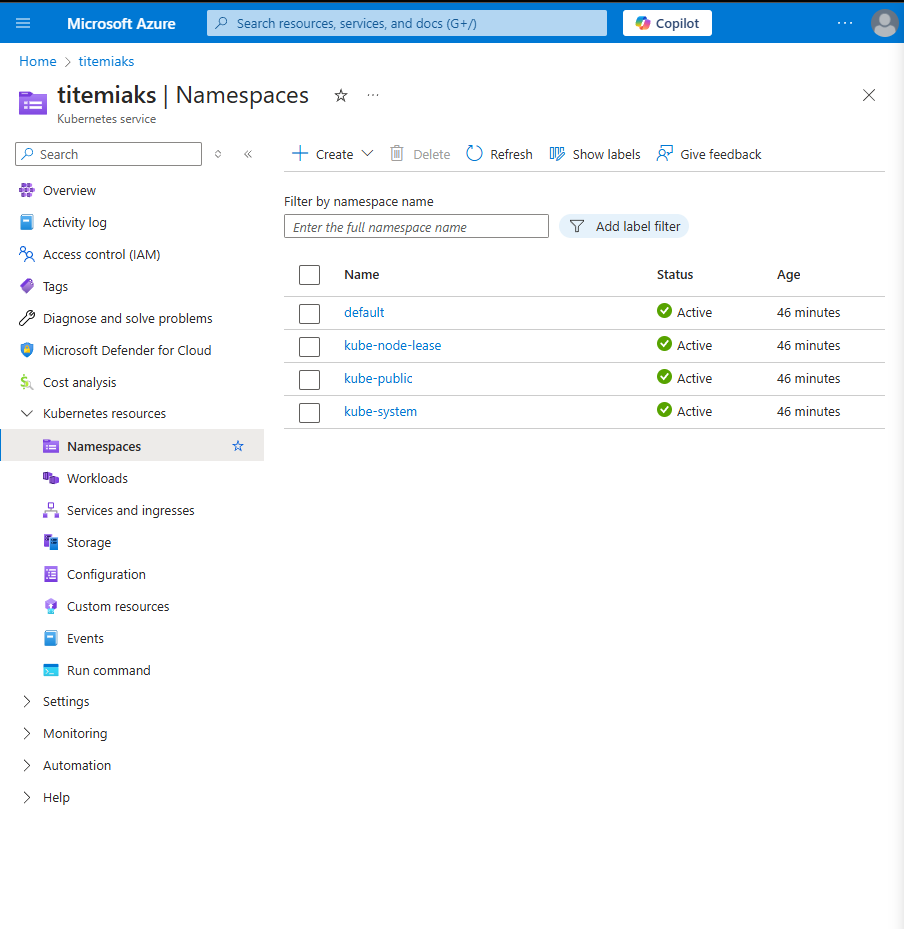 Microsoft Azure
Search resources, services, and docs (G+/)
Copilot
Home > titemiaks
titemiaks | Namespaces
Kubernetes service
Search
Create
Delete
Refresh
Show labels
Give feedback
Overview
Activity log
Access control (IAM)
Tags
Diagnose and solve problems
Microsoft Defender for Cloud
Cost analysis
Kubernetes resources
Namespaces
Workloads
Services and ingresses
Storage
Configuration
Custom resources
Events
Run command
Settings
Monitoring
Automation
Help
Filter by namespace name
Enter the full namespace name
Add label filter
Name Status Age
default Active 46 minutes
kube-node-lease Active 46 minutes
kube-public Active 46 minutes
kube-system Active 46 minutes